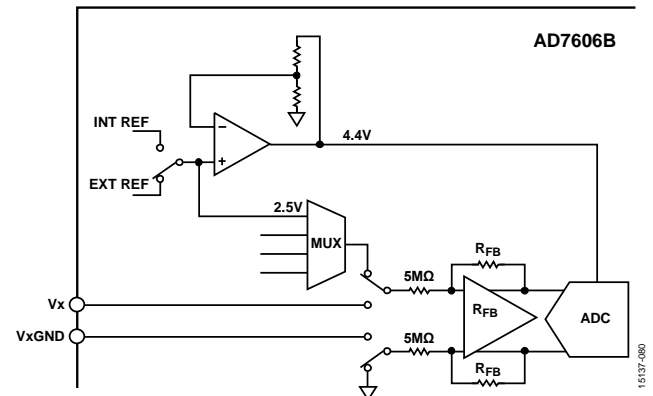 AD7606B
INT REF
–
+
4.4V
EXT REF
2.5V
MUX
Vx
VxGND
5MΩ
RFB
RFB
ADC
5MΩ
RFB
15137-080